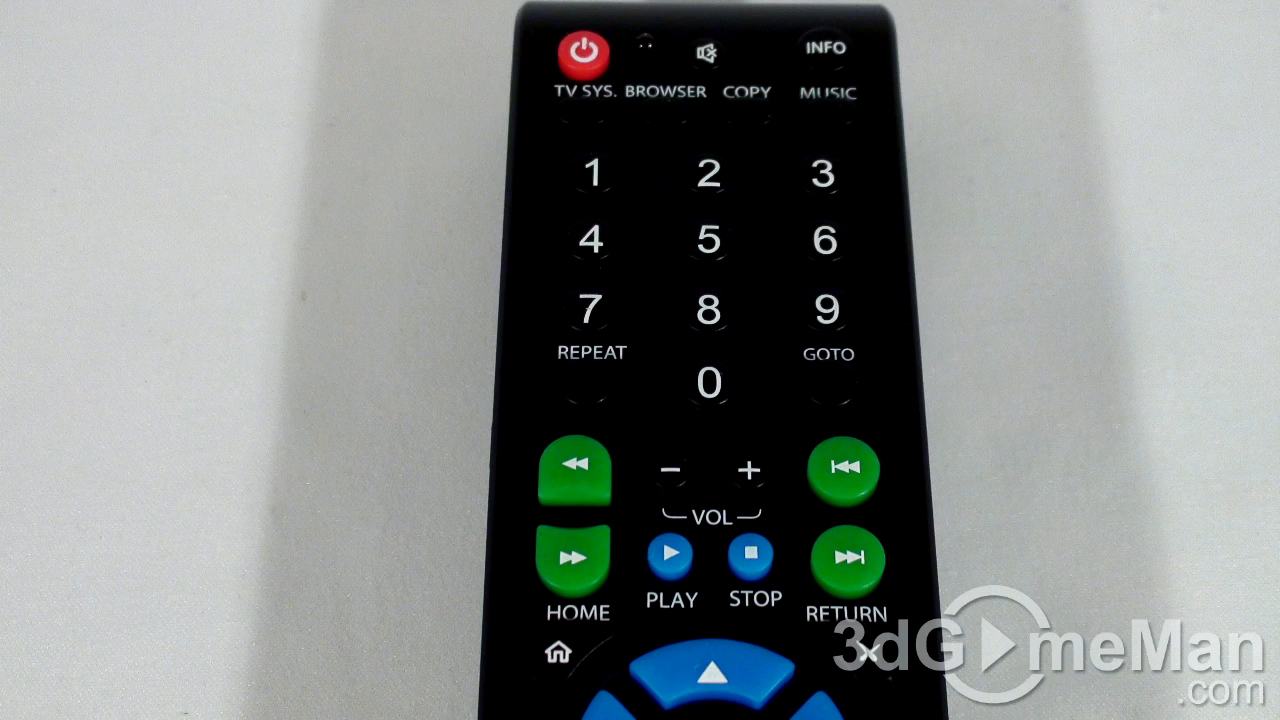 INFO
TV SYS. BROWSER COPY MUSIC
1 2 3
4 5 6
7 8 9
REPEAT GOTO
0
− +
VOL
PLAY STOP
HOME RETURN
3dGameMan
.com